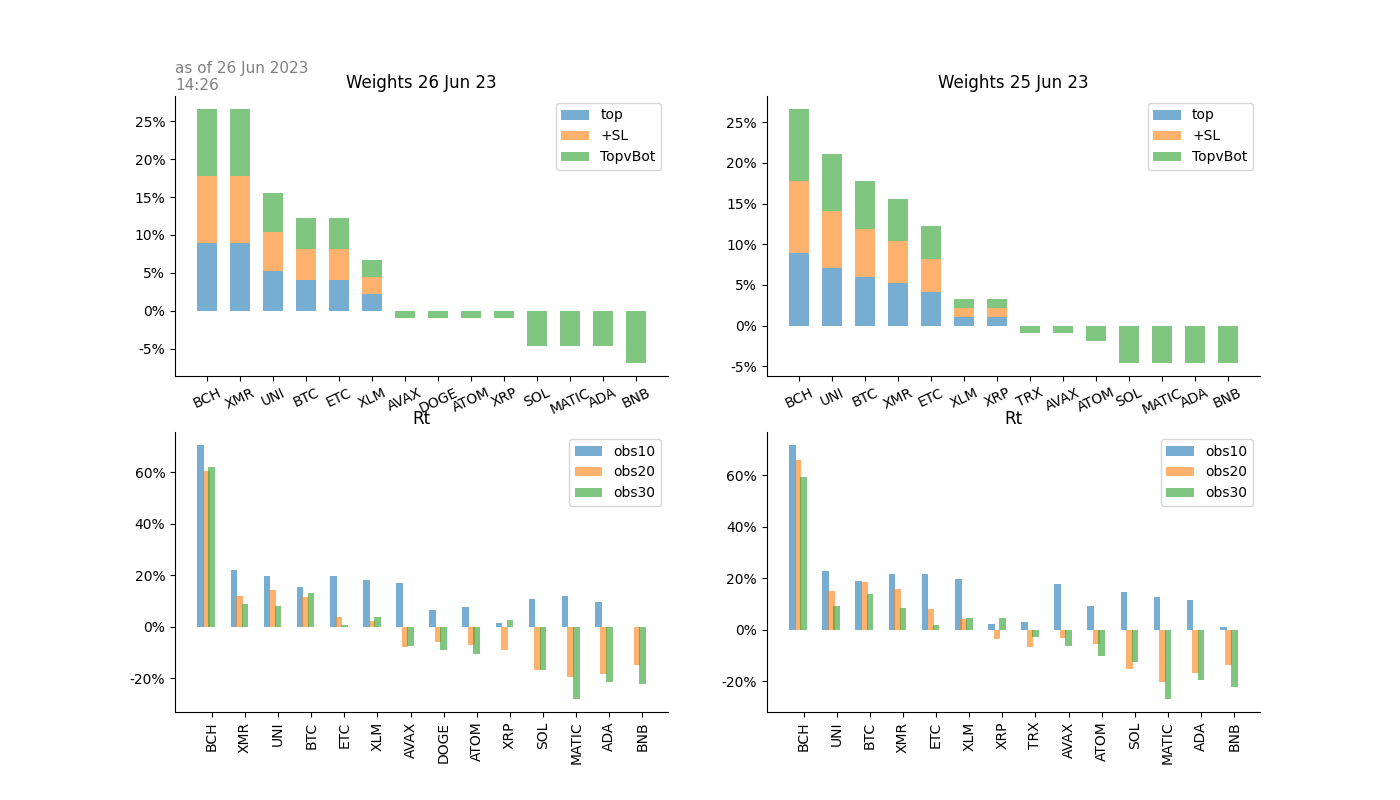 as of 26 Jun 2023
14:26
Weights 26 Jun 23
25%
20%
15%
10%
5%
0%
-5%
top
+SL
TopvBot
BCH XMR UNI BTC ETC XLM AVAX DOGE ATOM XRP SOL MATIC ADA BNB
Weights 25 Jun 23
25%
20%
15%
10%
5%
0%
-5%
top
+SL
TopvBot
BCH UNI BTC XMR ETC XLM XRP TRX AVAX ATOM SOL MATIC ADA BNB
Rt
60%
40%
20%
0%
-20%
obs10
obs20
obs30
BCH XMR UNI BTC ETC XLM AVAX DOGE ATOM XRP SOL MATIC ADA BNB
Rt
60%
40%
20%
0%
-20%
obs10
obs20
obs30
BCH UNI BTC XMR ETC XLM XRP TRX AVAX ATOM SOL MATIC ADA BNB